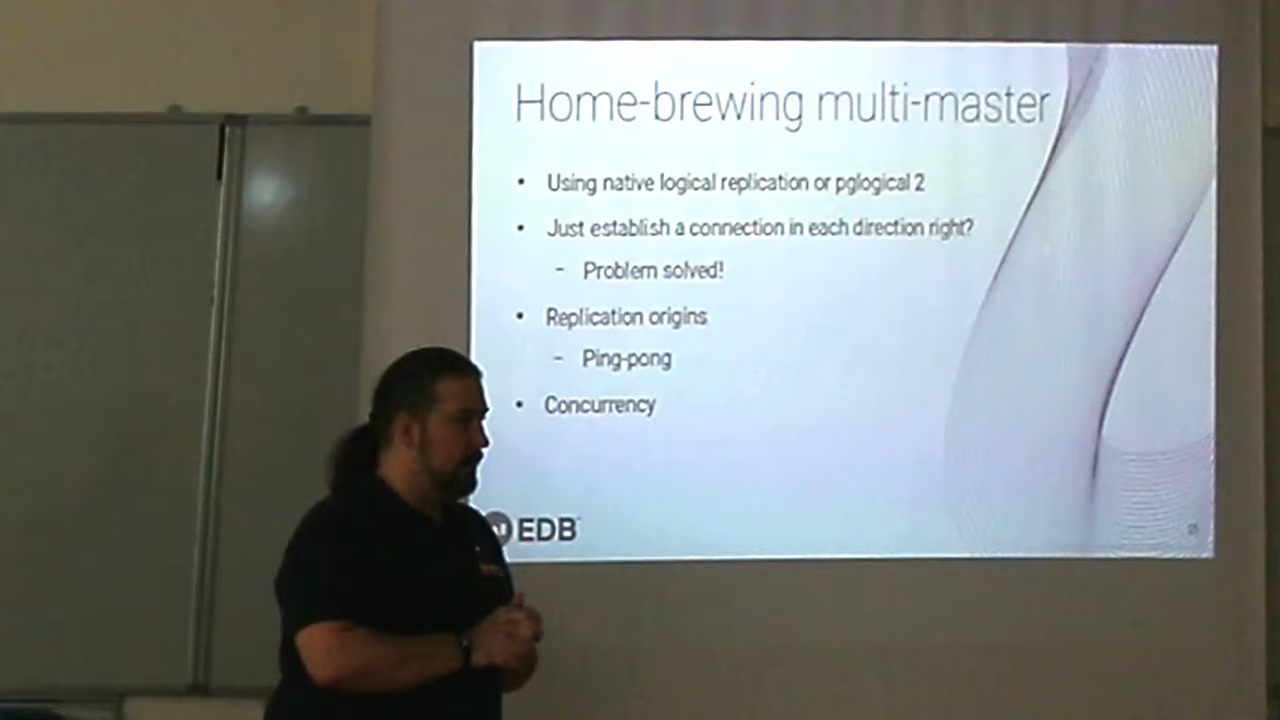 Home-brewing multi-master
• Using native logical replication or pglogical 2
• Just establish a connection in each direction right?
– Problem solved!
• Replication origins
– Ping-pong
• Concurrency
EDB